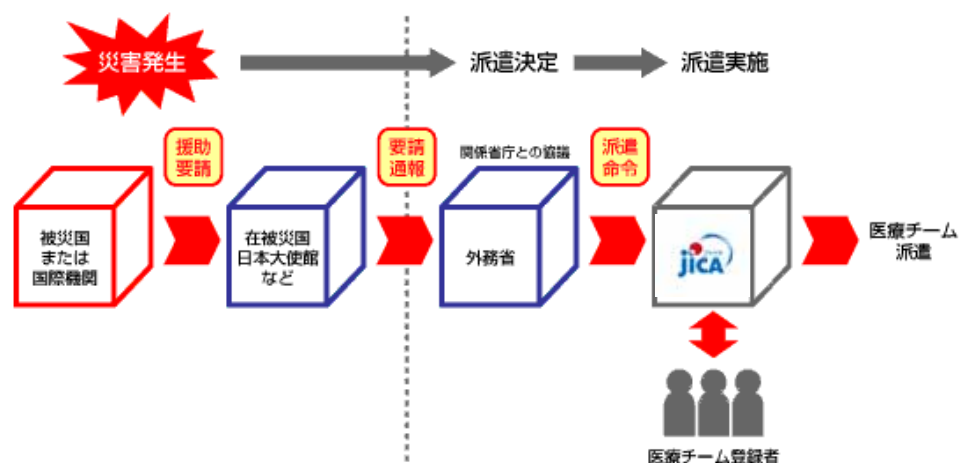 災害発生
派遣決定
派遣実施
援助
要請
要請
通報
関係省庁との協議
派遣
命令
被災国
または
国際機関
在被災国
日本大使館
など
外務省
jICA
医療チーム
派遣
医療チーム登録者